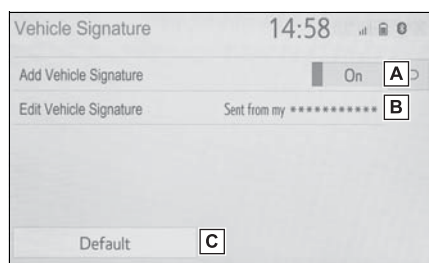 Vehicle Signature 14:58
Add Vehicle Signature On A
Edit Vehicle Signature Sent from my *********** B
Default C